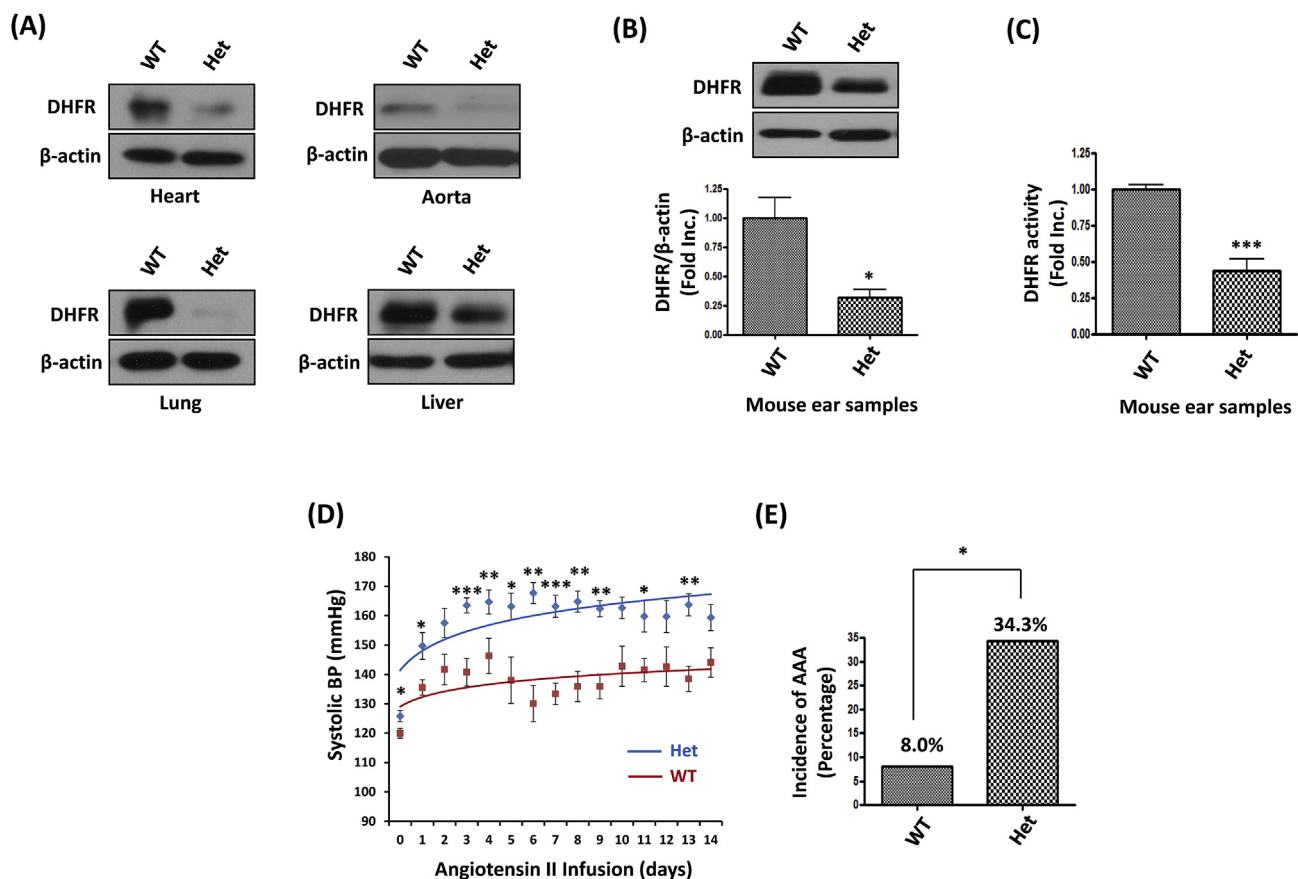 (A)
WT Het
DHFR
β-actin
Heart
WT Het
DHFR
β-actin
Aorta
WT Het
DHFR
β-actin
Lung
WT Het
DHFR
β-actin
Liver
(B)
WT Het
DHFR
β-actin
DHFR/β-actin
(Fold Inc.)
1.25
1.00
0.75
0.50
0.25
0.00
*
WT Het
Mouse ear samples
(C)
DHFR activity
(Fold Inc.)
1.25
1.00
0.75
0.50
0.25
0.00
***
WT Het
Mouse ear samples
(D)
Systolic BP (mmHg)
180
170
160
150
140
130
120
110
100
90
* * *** ** * ** *** ** ** * **
Het
WT
0 1 2 3 4 5 6 7 8 9 10 11 12 13 14
Angiotensin II Infusion (days)
(E)
*
Incidence of AAA
(Percentage)
35
30
25
20
15
10
5
0
8.0%
34.3%
WT Het